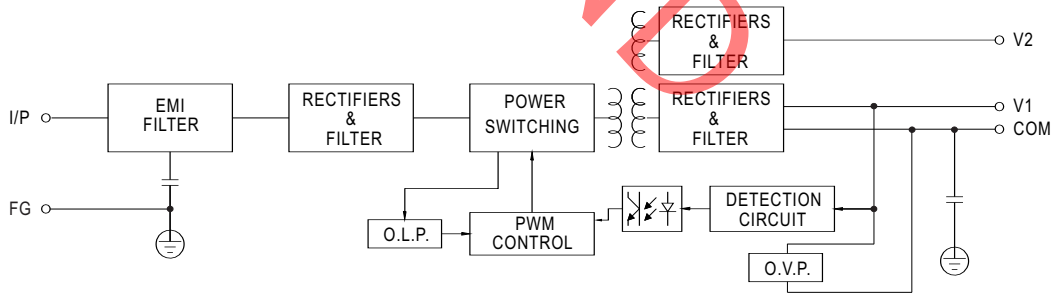 RECTIFIERS
&
FILTER
V2
I/P
EMI
FILTER
RECTIFIERS
&
FILTER
POWER
SWITCHING
RECTIFIERS
&
FILTER
V1
COM
FG
O.L.P.
PWM
CONTROL
DETECTION
CIRCUIT
O.V.P.